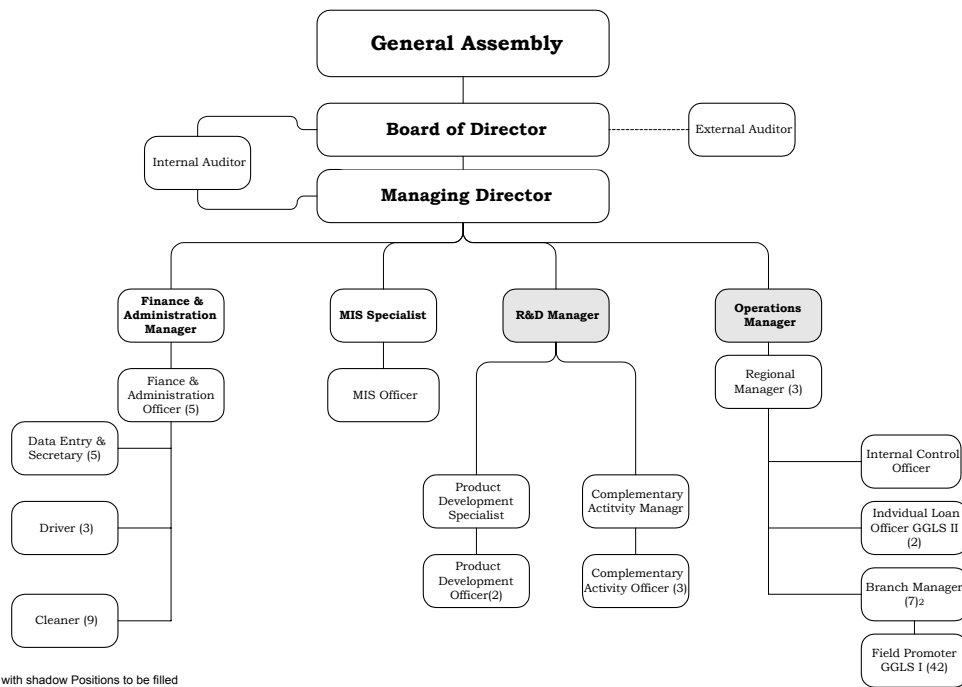 General Assembly
Board of Director
External Auditor
Internal Auditor
Managing Director
Finance &
Administration
Manager
MIS Specialist
R&D Manager
Operations
Manager
Fiance &
Administration
Officer (5)
MIS Officer
Regional
Manager (3)
Data Entry &
Secretary (5)
Internal Control
Officer
Product
Development
Specialist
Complementary
Actitvity Managr
Driver (3)
Indvidual Loan
Officer GGLS II
(2)
Product
Development
Officer(2)
Complementary
Activity Officer (3)
Branch Manager
(7)2
Cleaner (9)
Field Promoter
GGLS I (42)
with shadow Positions to be filled